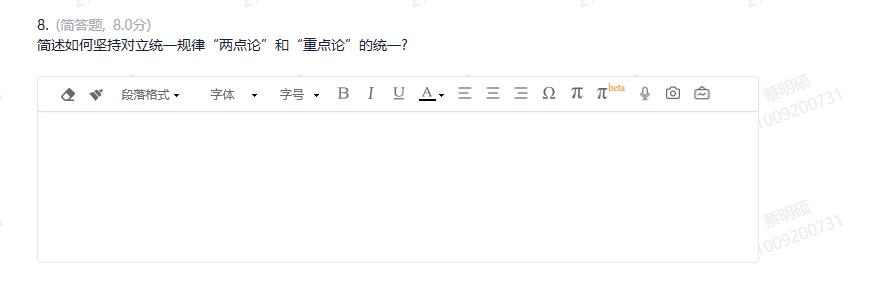 8. (简答题, 8.0分)
简述如何坚持对立统一规律“两点论”和“重点论”的统一?
段落格式 字体 字号 B I U A Ω π πbeta
蔡明硕
1009200731
蔡明硕
1009200731